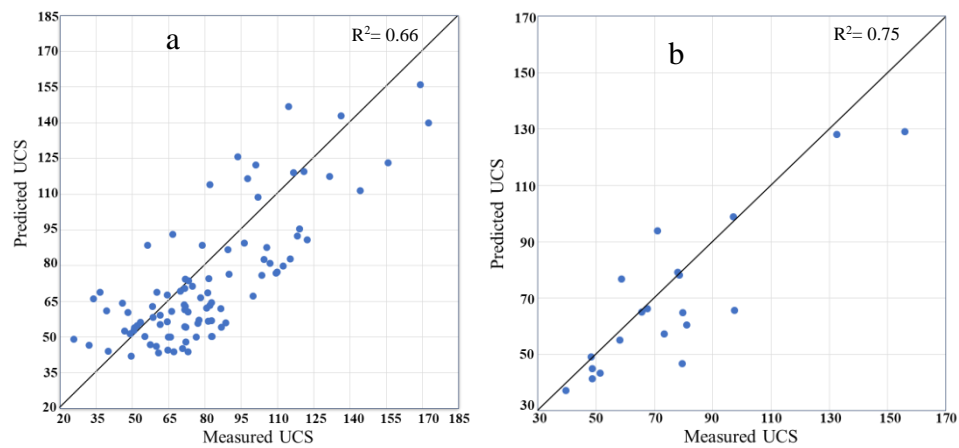 185
170
155
140
125
110
95
80
65
50
35
20
20 35 50 65 80 95 110 125 140 155 170 185
Predicted UCS
Measured UCS
a
R²= 0.66
170
150
130
110
90
70
50
30
30 50 70 90 110 130 150 170
Predicted UCS
Measured UCS
b
R²= 0.75